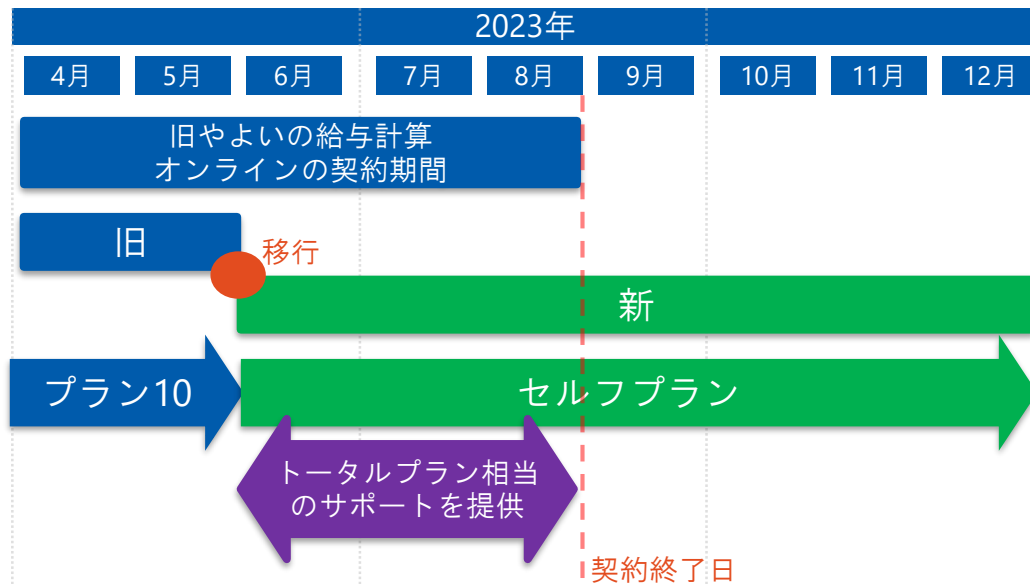 2023年
4月
5月
6月
7月
8月
9月
10月
11月
12月
旧やよいの給与計算
オンラインの契約期間
旧
移行
新
プラン10
セルフプラン
トータルプラン相当
のサポートを提供
契約終了日